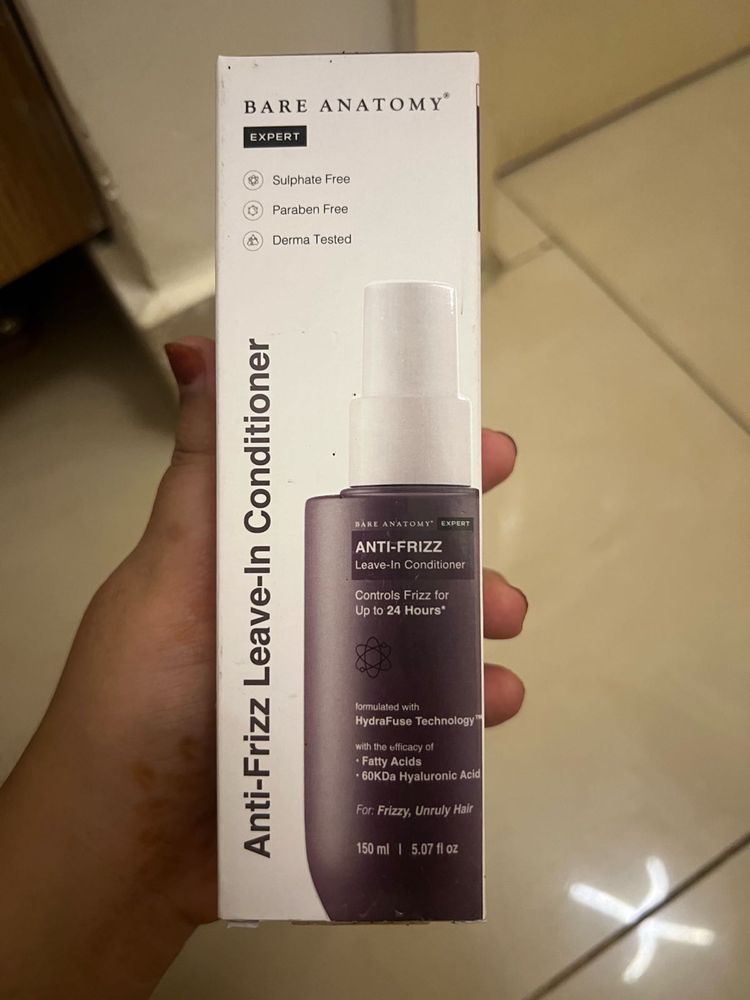 BARE ANATOMY®
EXPERT
Sulphate Free
Paraben Free
Derma Tested
Anti-Frizz Leave-In Conditioner
BARE ANATOMY® EXPERT
ANTI-FRIZZ
Leave-In Conditioner
Controls Frizz for
Up to 24 Hours*
formulated with
HydraFuse Technology™
with the efficacy of
• Fatty Acids
• 60KDa Hyaluronic Acid
For: Frizzy, Unruly Hair
150 ml | 5.07 fl oz